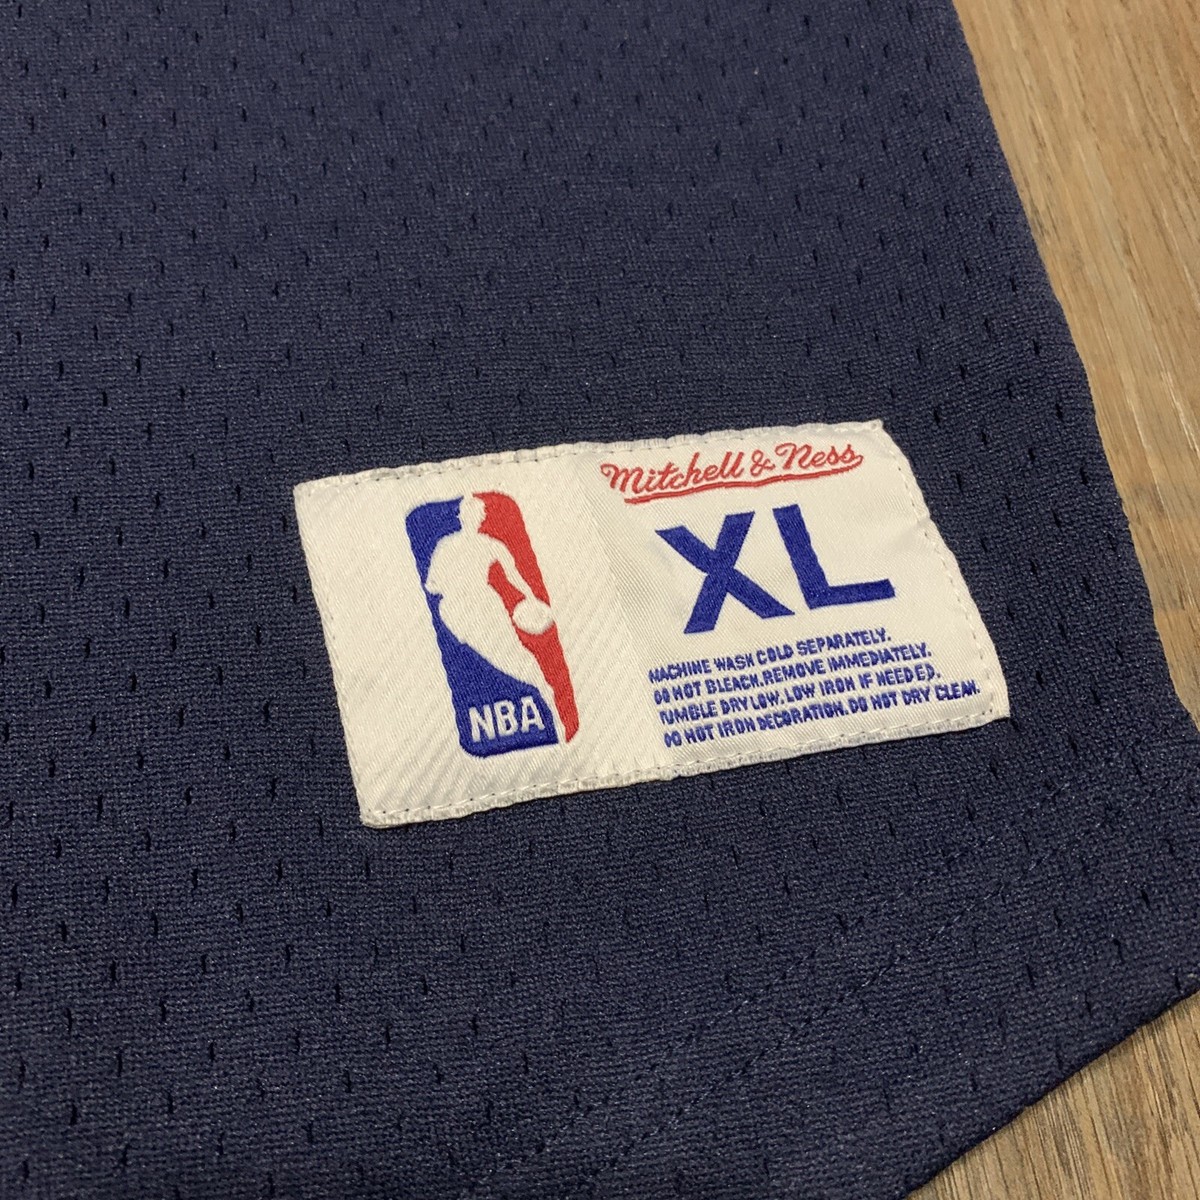 NBA
Mitchell & Ness
XL
MACHINE WASH COLD SEPARATELY.
DO NOT BLEACH. REMOVE IMMEDIATELY.
TUMBLE DRY LOW. LOW IRON IF NEEDED.
DO NOT IRON DECORATION. DO NOT DRY CLEAN.